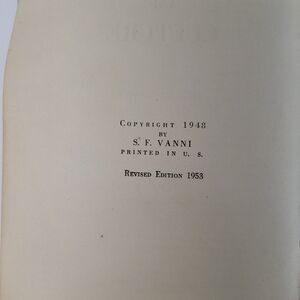 Copyright 1948
by
S. F. VANNI
PRINTED IN U. S.
Revised Edition 1953